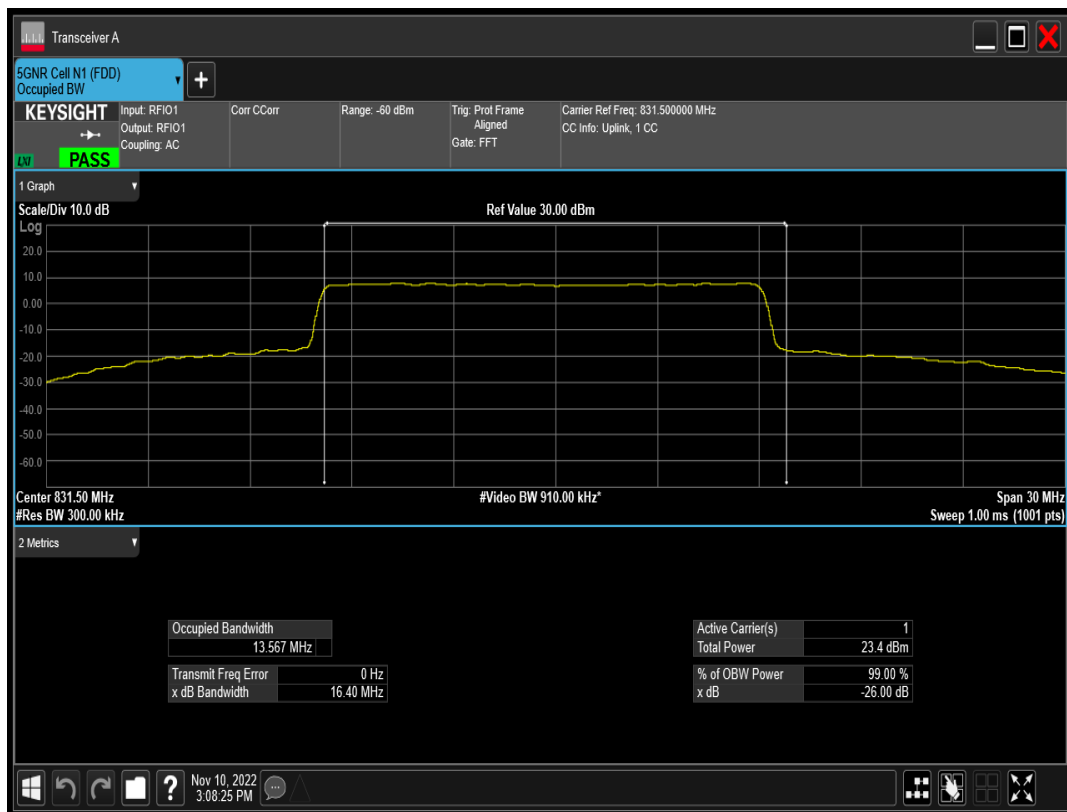 Transceiver A
5GNR Cell N1 (FDD)
Occupied BW
+
KEYSIGHT
LXI
PASS
Input: RFIO1
Output: RFIO1
Coupling: AC
Corr CCorr
Range: -60 dBm
Trig: Prot Frame
Aligned
Gate: FFT
Carrier Ref Freq: 831.500000 MHz
CC Info: Uplink, 1 CC
1 Graph
Scale/Div 10.0 dB
Ref Value 30.00 dBm
Log
20.0
10.0
0.00
-10.0
-20.0
-30.0
-40.0
-50.0
-60.0
Center 831.50 MHz
#Video BW 910.00 kHz*
Span 30 MHz
#Res BW 300.00 kHz
Sweep 1.00 ms (1001 pts)
2 Metrics
Occupied Bandwidth
13.567 MHz
Transmit Freq Error 0 Hz
x dB Bandwidth 16.40 MHz
Active Carrier(s) 1
Total Power 23.4 dBm
% of OBW Power 99.00 %
x dB -26.00 dB
?
Nov 10, 2022
3:08:25 PM